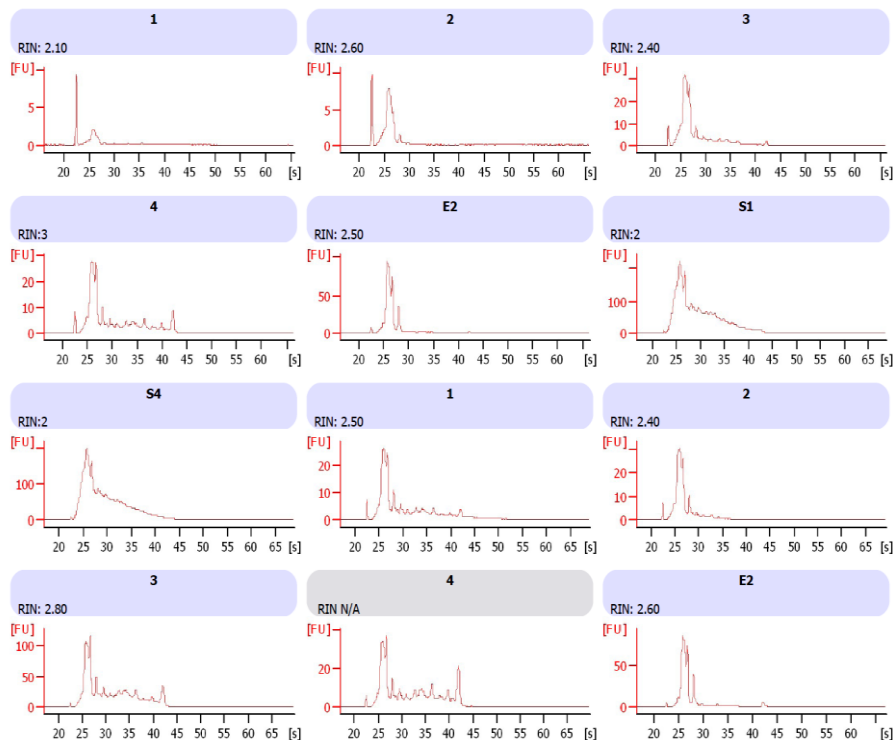 1 2 3
RIN: 2.10 RIN: 2.60 RIN: 2.40
[FU] [FU] [FU]
5 5 30
20
10
0 0 0
20 25 30 35 40 45 50 55 60 [s] 20 25 30 35 40 45 50 55 60 [s] 20 25 30 35 40 45 50 55 60 [s]
4 E2 S1
RIN:3 RIN: 2.50 RIN:2
[FU] [FU] [FU]
20 50 100
10
0 0 0
20 25 30 35 40 45 50 55 60 [s] 20 25 30 35 40 45 50 55 60 [s] 20 25 30 35 40 45 50 55 60 65 [s]
S4 1 2
RIN:2 RIN: 2.50 RIN: 2.40
[FU] [FU] [FU]
100 20 20
10 10
0 0 0
20 25 30 35 40 45 50 55 60 65 [s] 20 25 30 35 40 45 50 55 60 65 [s] 20 25 30 35 40 45 50 55 60 65 [s]
3 4 E2
RIN: 2.80 RIN N/A RIN: 2.60
[FU] [FU] [FU]
100 20 50
50
0 0 0
20 25 30 35 40 45 50 55 60 65 [s] 20 25 30 35 40 45 50 55 60 65 [s] 20 25 30 35 40 45 50 55 60 65 [s]